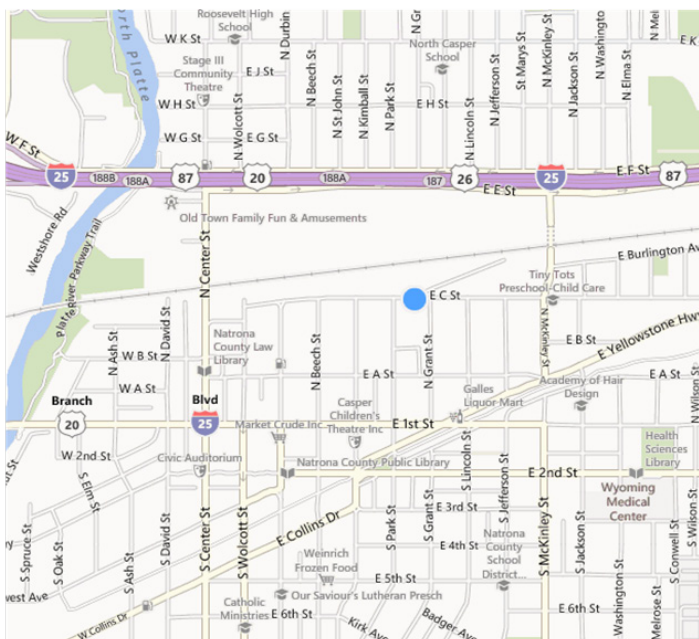 Roosevelt High
School
W K St
North Platte
N Durbin
N Gr
North Casper
School
N McKinley St
N Washington
N Mel
E K
Stage III
Community
Theatre
E J St
N Beech St
N St John St
N Kimball St
N Park St
N Lincoln St
N Jefferson St
St Marys St
N Jackson St
N Elma St
W H St
E H St
N Wolcott St
W G St
E G St
W F St
E F St
25
188B
188A
87
20
188A
187
26
25
87
E E St
Westshore Rd
Old Town Family Fun & Amusements
Platte River Parkway Trail
N Center St
E Burlington Av
Tiny Tots
Preschool-Child Care
E C St
N Ash St
N David St
Natrona
County Law
Library
N Beech St
N Grant St
N McKinley St
E B St
E Yellowstone Hwy
W B St
W A St
E A St
E A St
N Wilson St
Academy of Hair
Design
Branch
20
Blvd
25
Casper
Children's
Theatre Inc
Galles
Liquor Mart
E 1st St
Market Crude Inc
W 2nd St
Civic Auditorium
Natrona County Public Library
E 2nd St
Health
Sciences
Library
Wyoming
Medical
Center
S Elm St
S Lincoln St
S Jefferson St
S Spruce St
S Oak St
S Ash St
S David St
S Center St
S Wolcott St
E Collins Dr
S Park St
S Grant St
E 3rd St
E 4th St
Natrona
County
School
District...
S McKinley St
S Jackson St
S Conwell St
S Wilson St
Weinrich
Frozen Food
E 5th St
Our Saviour's Lutheran Presch
west Ave
W Collins Dr
Catholic
Ministries
E 6th St
Kirk Ave
Badger Ave
E 6th St
Washington St
Melrose St